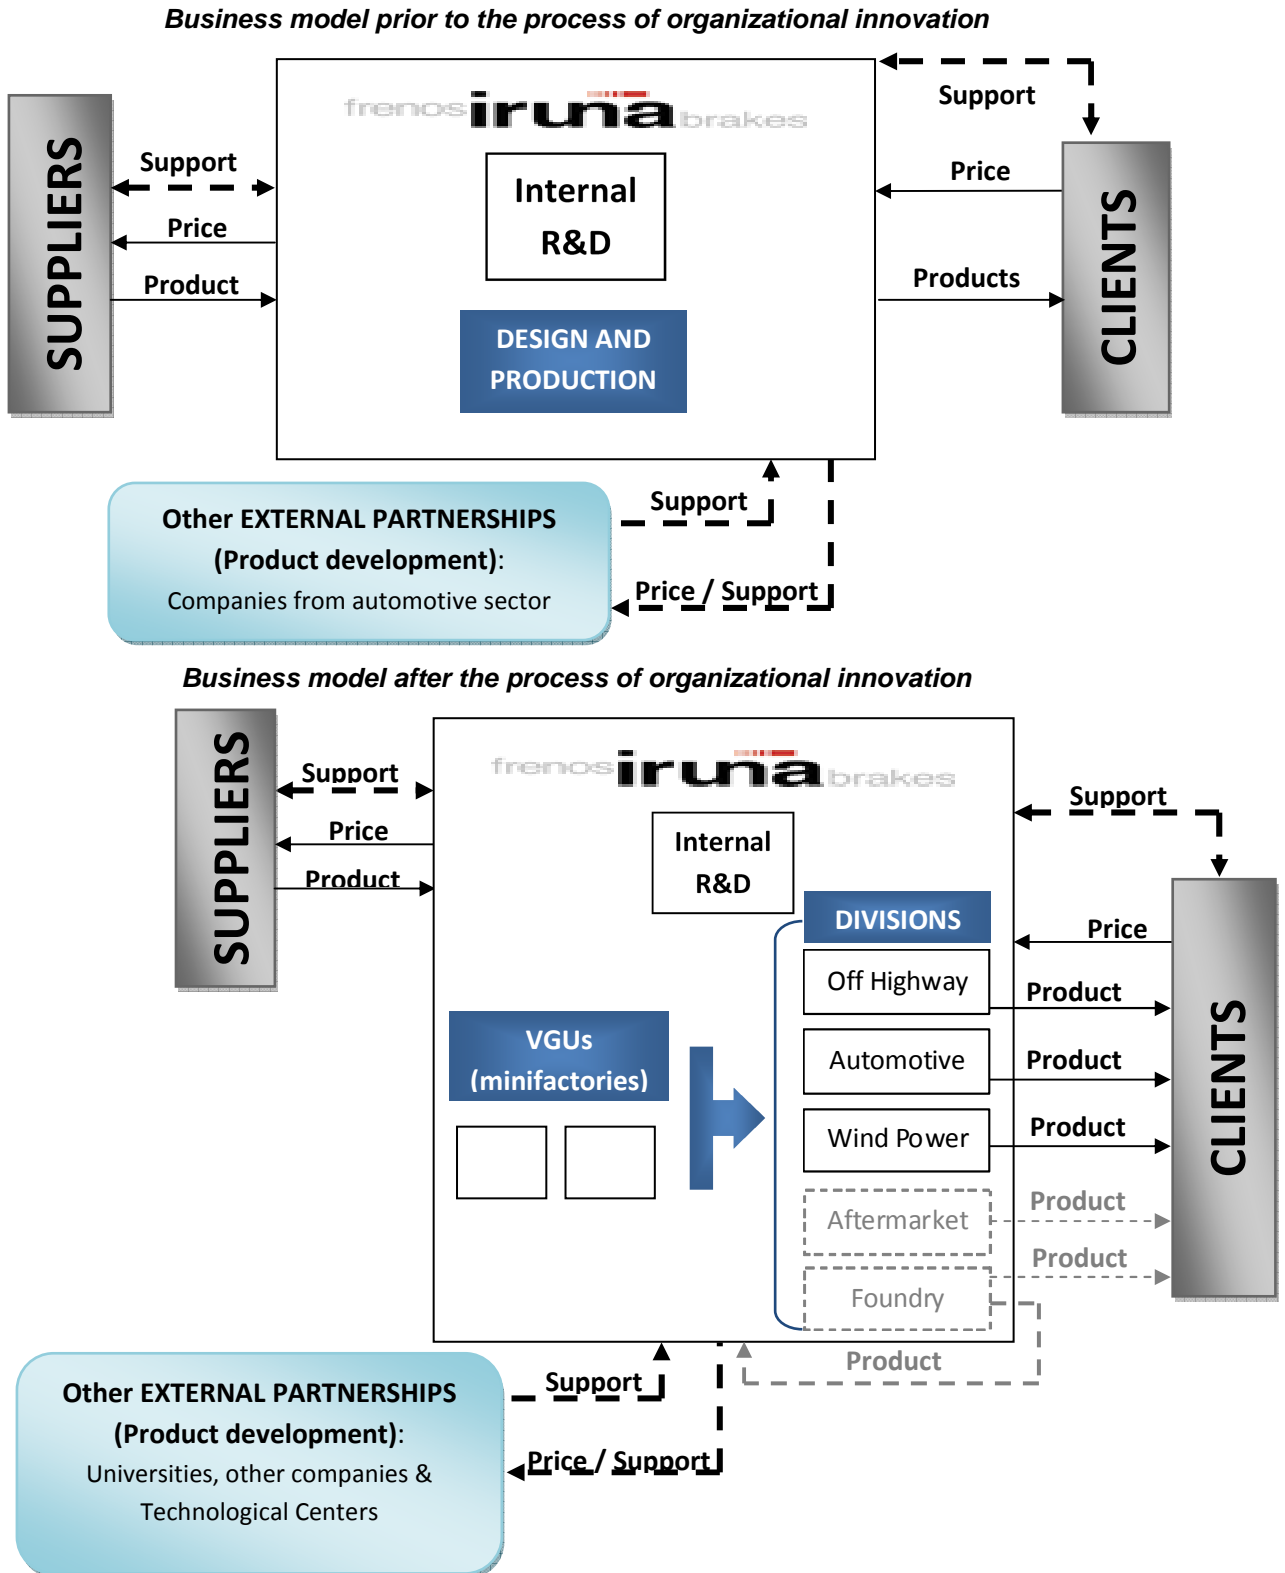 Business model prior to the process of organizational innovation
frenos iruña brakes
Support
SUPPLIERS
Support
Price
Product
Internal
R&D
DESIGN AND
PRODUCTION
Price
Products
CLIENTS
Support
Other EXTERNAL PARTNERSHIPS
(Product development):
Companies from automotive sector
Price / Support
Business model after the process of organizational innovation
frenos iruña brakes
SUPPLIERS
Support
Price
Product
Internal
R&D
Support
DIVISIONS
Price
Off Highway
Product
VGUs
(minifactories)
Automotive
Product
Wind Power
Product
CLIENTS
Aftermarket
Product
Foundry
Product
Product
Support
Other EXTERNAL PARTNERSHIPS
(Product development):
Universities, other companies &
Technological Centers
Price / Support